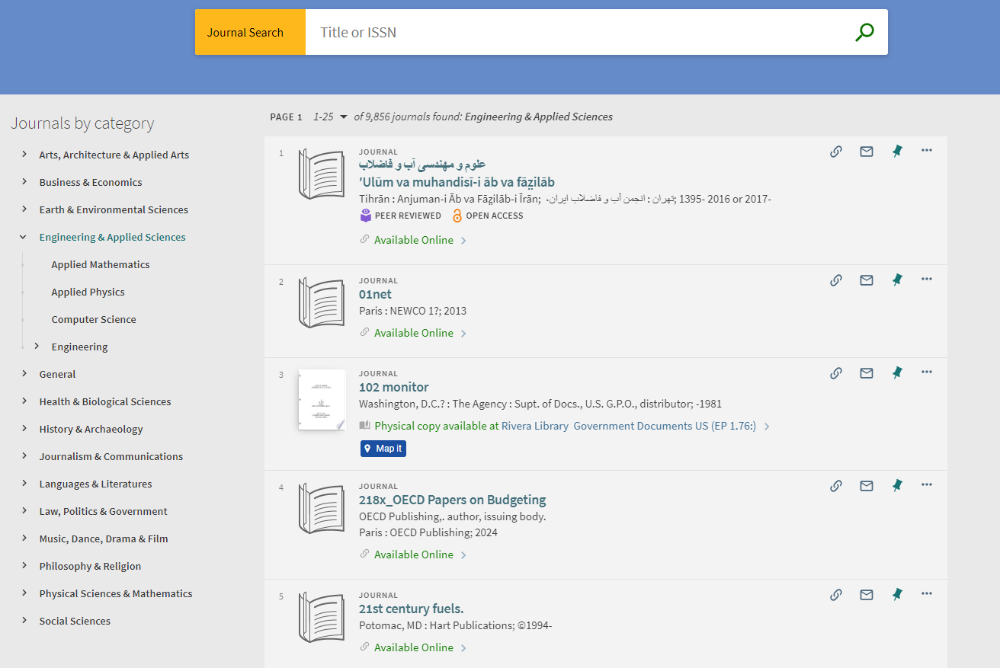 Journal Search
Title or ISSN
Journals by category
Arts, Architecture & Applied Arts
Business & Economics
Earth & Environmental Sciences
Engineering & Applied Sciences
Applied Mathematics
Applied Physics
Computer Science
Engineering
General
Health & Biological Sciences
History & Archaeology
Journalism & Communications
Languages & Literatures
Law, Politics & Government
Music, Dance, Drama & Film
Philosophy & Religion
Physical Sciences & Mathematics
Social Sciences
PAGE 1 1-25 of 9,856 journals found: Engineering & Applied Sciences
1
JOURNAL
علوم و مهندسی آب و فاضلاب
ʻUlūm va muhandisī-i āb va fāz̤ilāb
Tihrān : Anjuman-i Āb va Fāz̤ilāb-i Īrān; تهران : انجمن آب و فاضلاب ایران، ; 1395- 2016 or 2017-
PEER REVIEWED OPEN ACCESS
Available Online
2
JOURNAL
01net
Paris : NEWCO 1?; 2013
Available Online
3
JOURNAL
102 monitor
Washington, D.C.? : The Agency : Supt. of Docs., U.S. G.P.O., distributor; -1981
Physical copy available at Rivera Library Government Documents US (EP 1.76:)
Map it
4
JOURNAL
218x_OECD Papers on Budgeting
OECD Publishing,. author, issuing body.
Paris : OECD Publishing; 2024
Available Online
5
JOURNAL
21st century fuels.
Potomac, MD : Hart Publications; ©1994-
Available Online